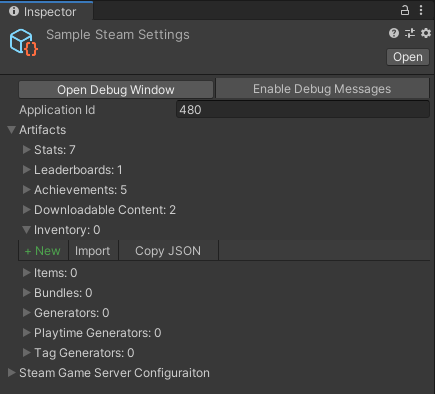 Inspector
Sample Steam Settings
Open
Open Debug Window Enable Debug Messages
Application Id 480
Artifacts
Stats: 7
Leaderboards: 1
Achievements: 5
Downloadable Content: 2
Inventory: 0
+ New Import Copy JSON
Items: 0
Bundles: 0
Generators: 0
Playtime Generators: 0
Tag Generators: 0
Steam Game Server Configuraiton